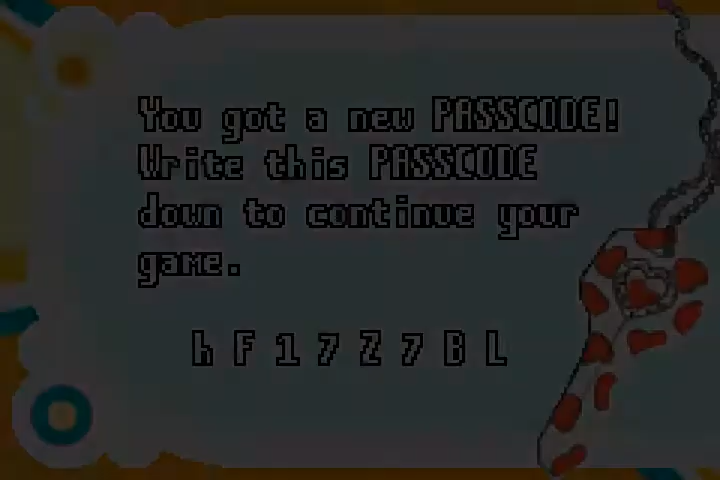 You got a new PASSCODE!
Write this PASSCODE
down to continue your
game.
h F 1 7 Z 7 B L